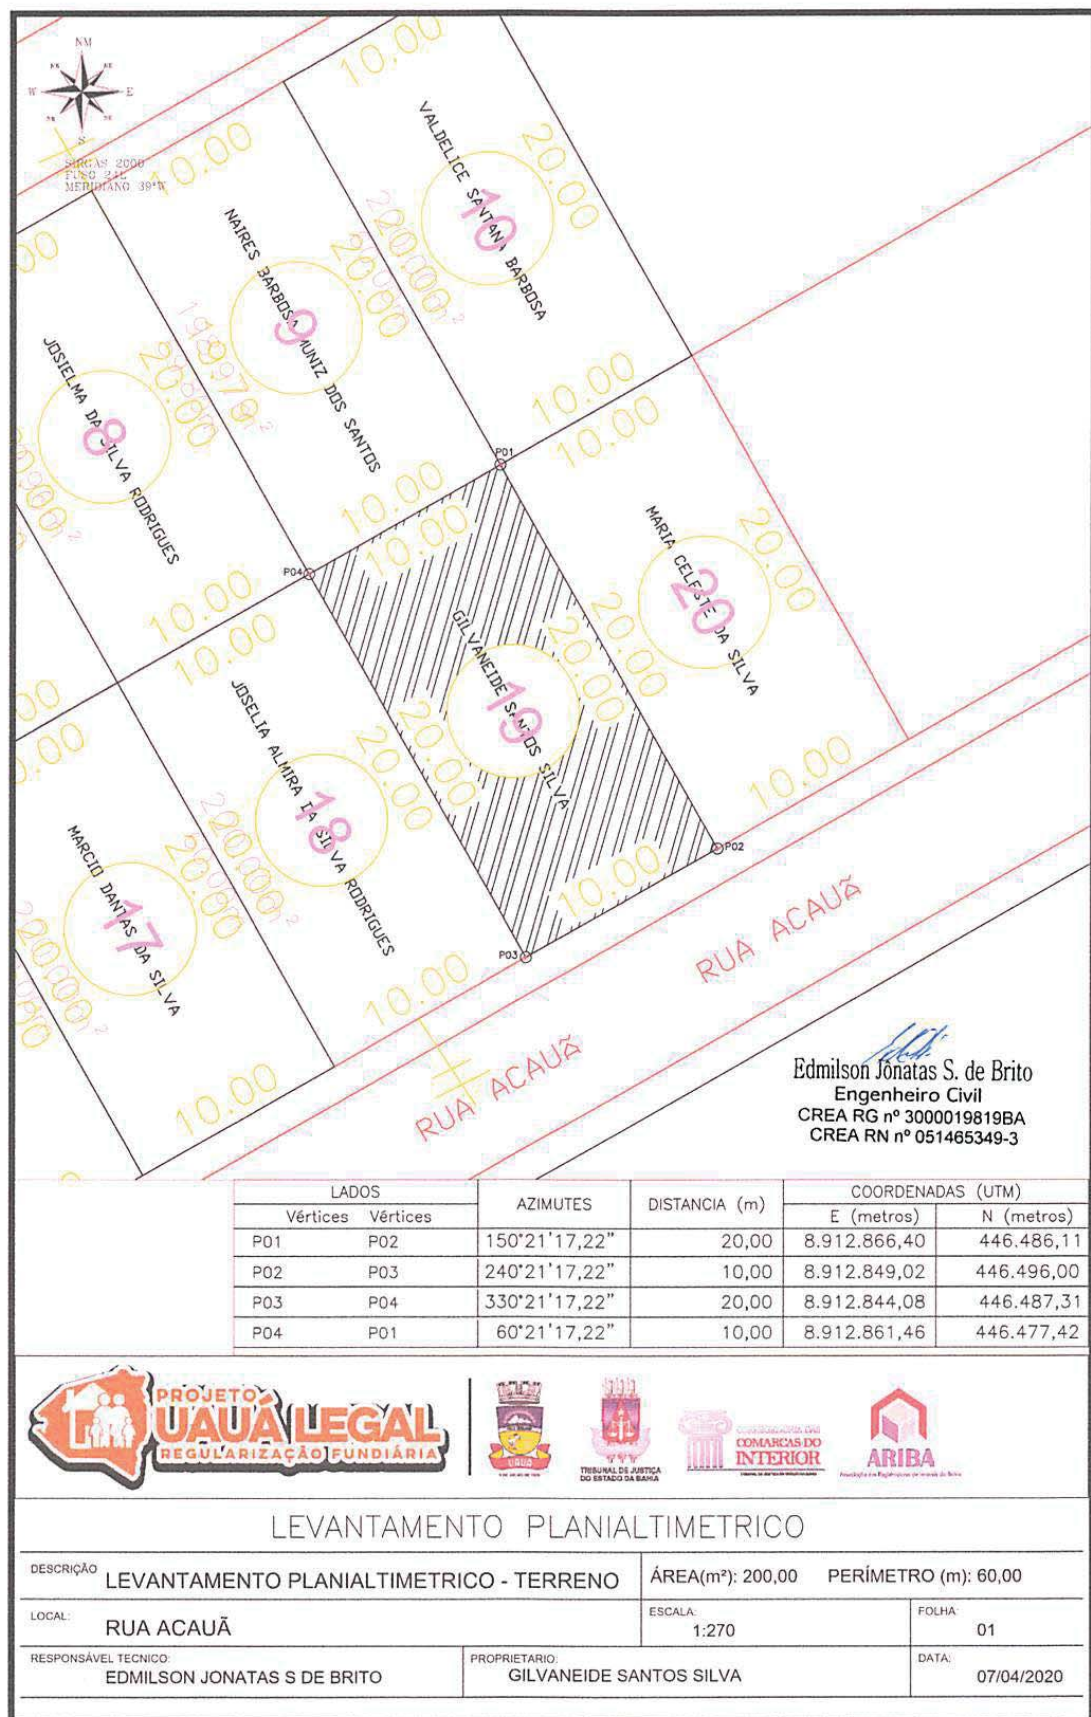 NM
W
E
S
SIRGAS 2000
FUSO 24L
MERIDIANO 39°W
10.00
VALDELICE SANTANA BARBOSA
10
20.00
10.00
NAIRES BARBOSA MUNIZ DOS SANTOS
9
20.00
JOSIELMA DA SILVA RODRIGUES
8
20.00
10.00
10.00
P01
10.00
10.00
P04
MARIA CELESTE DA SILVA
20
20.00
10.00
10.00
GILVANEIDE SANTOS SILVA
19
20.00
20.00
20.00
JOSELIA ALMIRA DA SILVA RODRIGUES
18
20.00
MARCIO DANTAS DA SILVA
17
20.00
10.00
P02
10.00
P03
10.00
10.00
RUA ACAUÃ
RUA ACAUÃ
Edmilson Jônatas S. de Brito
Engenheiro Civil
CREA RG nº 3000019819BA
CREA RN nº 051465349-3
LADOS AZIMUTES DISTANCIA (m) COORDENADAS (UTM)
Vértices Vértices E (metros) N (metros)
P01 P02 150°21'17,22" 20,00 8.912.866,40 446.486,11
P02 P03 240°21'17,22" 10,00 8.912.849,02 446.496,00
P03 P04 330°21'17,22" 20,00 8.912.844,08 446.487,31
P04 P01 60°21'17,22" 10,00 8.912.861,46 446.477,42
PROJETO
UAUÁ LEGAL
REGULARIZAÇÃO FUNDIÁRIA
UAUÁ
TRIBUNAL DE JUSTIÇA
DO ESTADO DA BAHIA
COMARCAS DO
INTERIOR
ARIBA
LEVANTAMENTO PLANIALTIMETRICO
DESCRIÇÃO LEVANTAMENTO PLANIALTIMETRICO - TERRENO ÁREA(m²): 200,00 PERÍMETRO (m): 60,00
LOCAL: RUA ACAUÃ ESCALA: 1:270 FOLHA 01
RESPONSÁVEL TECNICO: EDMILSON JONATAS S DE BRITO PROPRIETARIO: GILVANEIDE SANTOS SILVA DATA: 07/04/2020